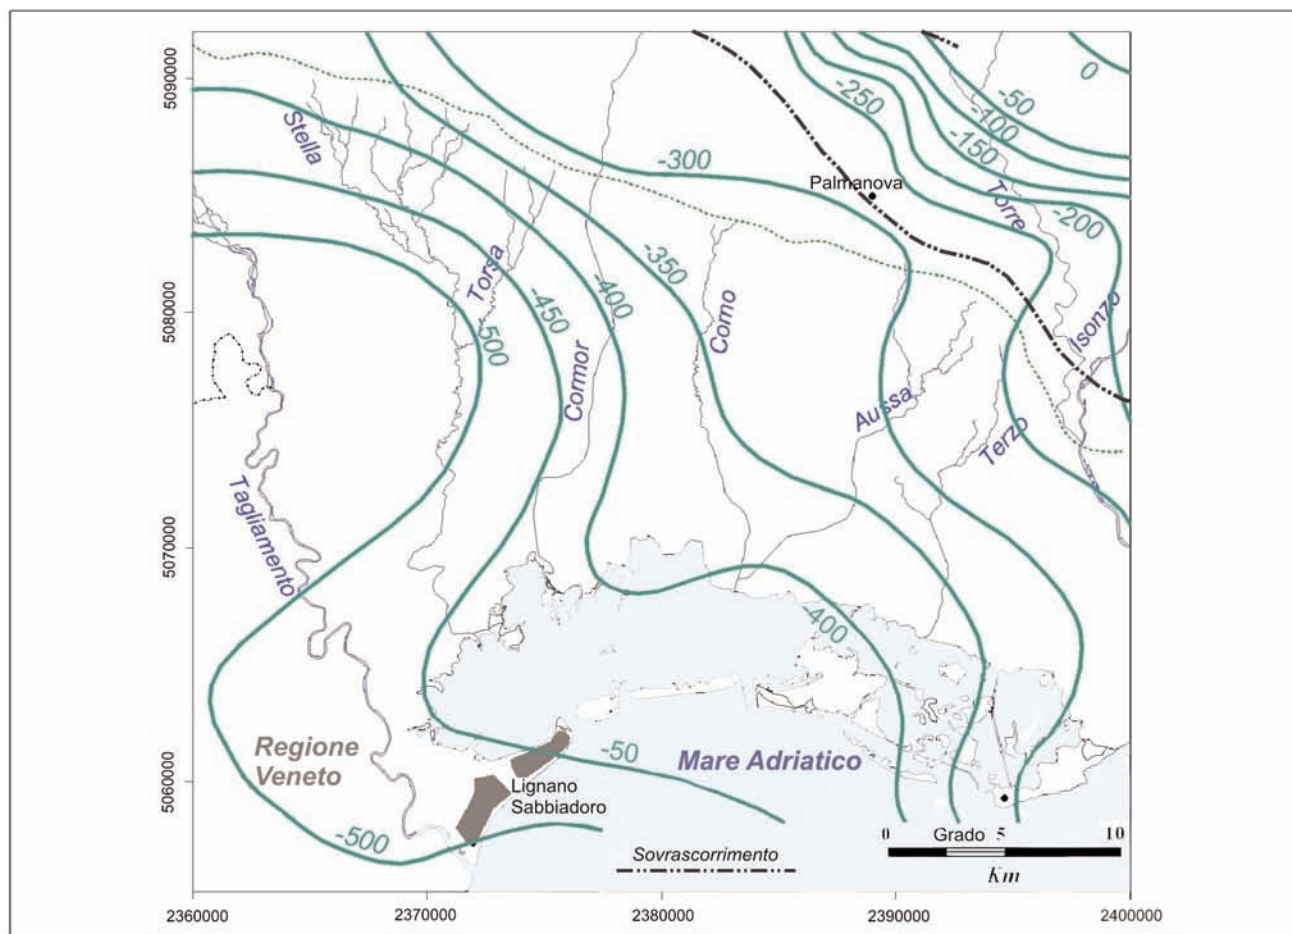 5090000
5080000
5070000
5060000
0
-50
-100
-150
-200
-250
-300
-350
-400
-450
-500
Stella
Torsa
Cormor
Como
Palmanova
Torre
Isonzo
Aussa
Terzo
Tagliamento
-400
-50
-500
Regione
Veneto
Mare Adriatico
Lignano
Sabbiadoro
Sovrascorrimento
0 Grado 5 10
Km
2360000 2370000 2380000 2390000 2400000